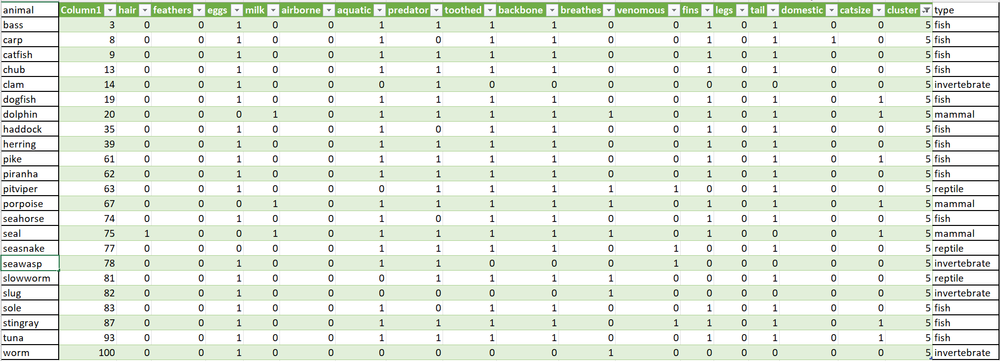 animal Column1 hair feathers eggs milk airborne aquatic predator toothed backbone breathes venomous fins legs tail domestic catsize cluster type
bass 3 0 0 1 0 0 1 1 1 1 0 0 1 0 1 0 0 5 fish
carp 8 0 0 1 0 0 1 0 1 1 0 0 1 0 1 1 0 5 fish
catfish 9 0 0 1 0 0 1 1 1 1 0 0 1 0 1 0 0 5 fish
chub 13 0 0 1 0 0 1 1 1 1 0 0 1 0 1 0 0 5 fish
clam 14 0 0 1 0 0 0 1 0 0 0 0 0 0 0 0 0 5 invertebrate
dogfish 19 0 0 1 0 0 1 1 1 1 0 0 1 0 1 0 1 5 fish
dolphin 20 0 0 0 1 0 1 1 1 1 1 0 1 0 1 0 1 5 mammal
haddock 35 0 0 1 0 0 1 0 1 1 0 0 1 0 1 0 0 5 fish
herring 39 0 0 1 0 0 1 1 1 1 0 0 1 0 1 0 0 5 fish
pike 61 0 0 1 0 0 1 1 1 1 0 0 1 0 1 0 1 5 fish
piranha 62 0 0 1 0 0 1 1 1 1 0 0 1 0 1 0 0 5 fish
pitviper 63 0 0 1 0 0 0 1 1 1 1 1 0 0 1 0 0 5 reptile
porpoise 67 0 0 0 1 0 1 1 1 1 1 0 1 0 1 0 1 5 mammal
seahorse 74 0 0 1 0 0 1 0 1 1 0 0 1 0 1 0 0 5 fish
seal 75 1 0 0 1 0 1 1 1 1 1 0 1 0 0 0 1 5 mammal
seasnake 77 0 0 0 0 0 1 1 1 1 0 1 0 0 1 0 0 5 reptile
seawasp 78 0 0 1 0 0 1 1 0 0 0 1 0 0 0 0 0 5 invertebrate
slowworm 81 0 0 1 0 0 0 1 1 1 1 0 0 0 1 0 0 5 reptile
slug 82 0 0 1 0 0 0 0 0 0 1 0 0 0 0 0 0 5 invertebrate
sole 83 0 0 1 0 0 1 0 1 1 0 0 1 0 1 0 0 5 fish
stingray 87 0 0 1 0 0 1 1 1 1 0 1 1 0 1 0 1 5 fish
tuna 93 0 0 1 0 0 1 1 1 1 0 0 1 0 1 0 1 5 fish
worm 100 0 0 1 0 0 0 0 0 0 1 0 0 0 0 0 0 5 invertebrate